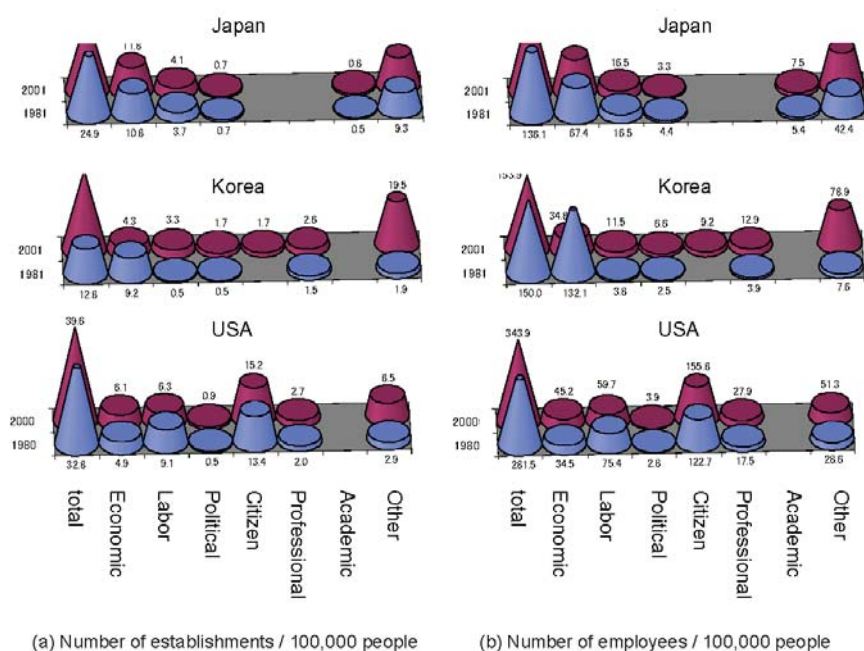 Japan
11.8 4.1 0.7 0.6
2001
1981
24.9 10.6 3.7 0.7 0.5 9.3
Korea
4.3 3.3 1.7 1.7 2.6 19.5
2001
1981
12.6 9.2 0.5 0.5 1.5 1.9
USA
39.6 6.1 6.3 0.9 15.2 2.7 6.5
2000
1980
32.6 4.9 9.1 0.5 13.4 2.0 2.9
total
Economic
Labor
Political
Citizen
Professional
Academic
Other
(a) Number of establishments / 100,000 people
Japan
16.5 3.3 7.5
2001
1981
136.1 67.4 16.5 4.4 5.4 42.4
Korea
153.9 34.8 11.5 6.6 9.2 12.9 76.9
2001
1981
150.0 132.1 3.6 2.5 3.9 7.6
USA
343.9 45.2 59.7 3.9 155.6 27.9 51.3
2000
1980
261.5 34.5 75.4 2.6 122.7 17.5 28.6
total
Economic
Labor
Political
Citizen
Professional
Academic
Other
(b) Number of employees / 100,000 people